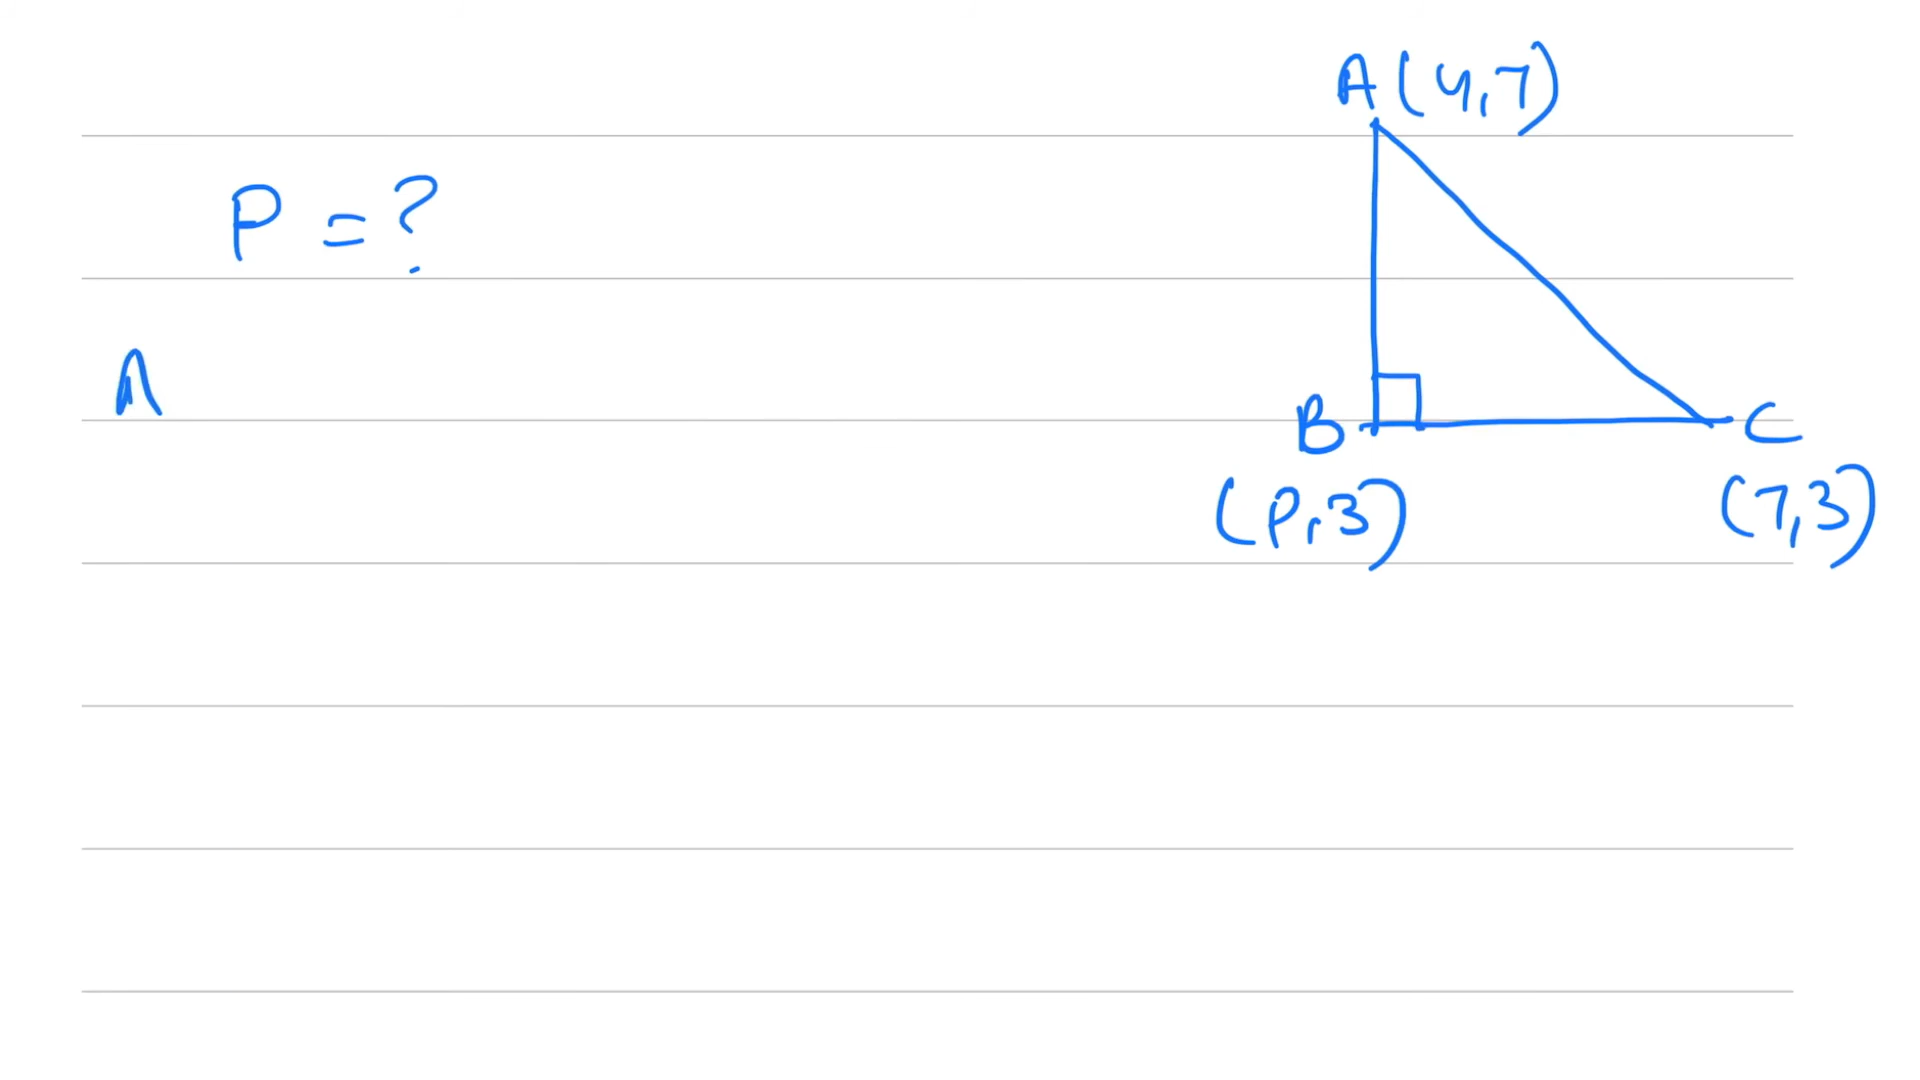 A(4,7)
P = ?
A
B
C
(P,3)
(7,3)